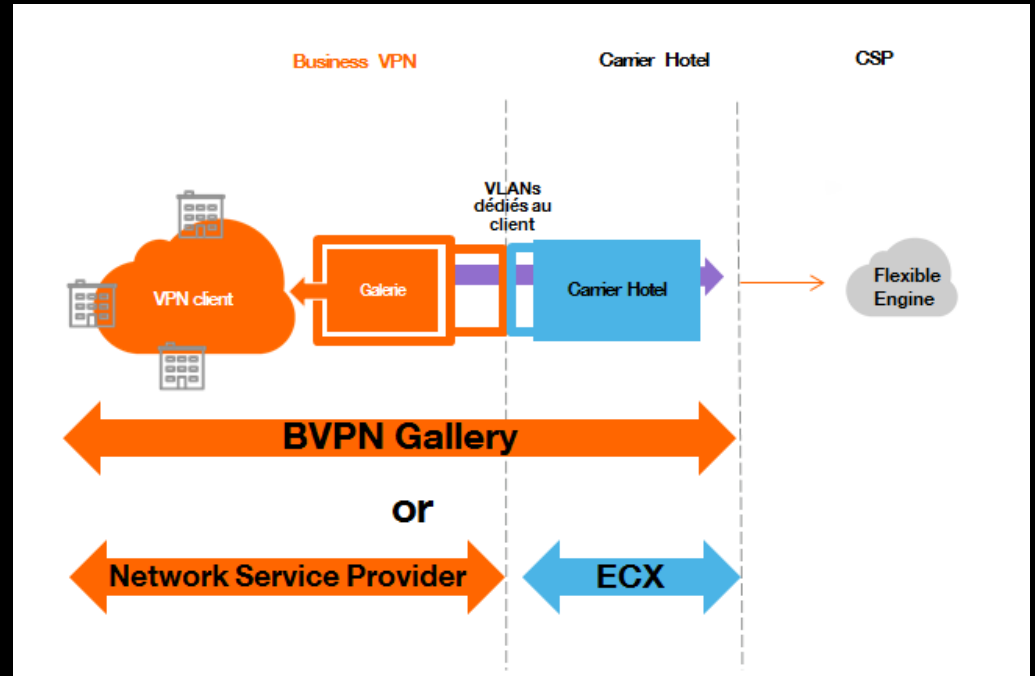 Business VPN
Carrier Hotel
CSP
VLANs
dédiés au
client
VPN client
Galerie
Carrier Hotel
Flexible
Engine
BVPN Gallery
or
Network Service Provider
ECX